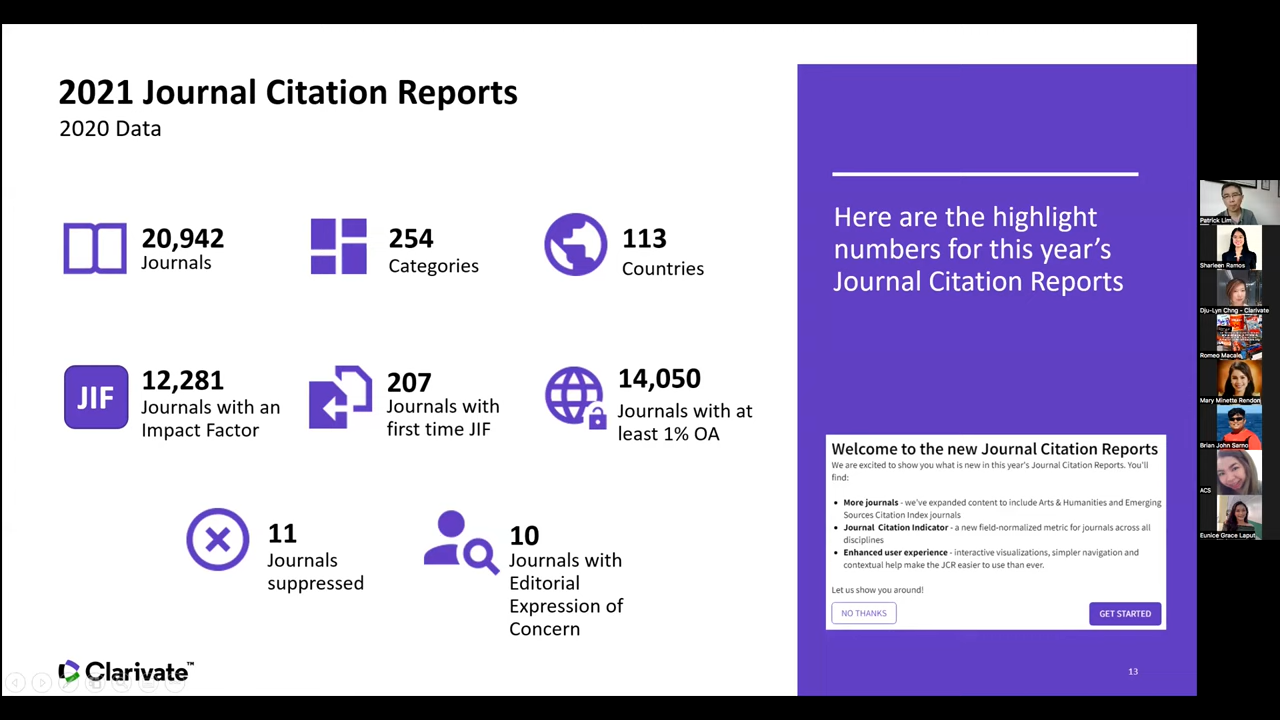 2021 Journal Citation Reports
2020 Data
20,942
Journals
254
Categories
113
Countries
JIF
12,281
Journals with an
Impact Factor
207
Journals with
first time JIF
14,050
Journals with at
least 1% OA
11
Journals
suppressed
10
Journals with
Editorial
Expression of
Concern
Clarivate™
Here are the highlight
numbers for this year's
Journal Citation Reports
Welcome to the new Journal Citation Reports
We are excited to show you what is new in this year's Journal Citation Reports. You'll
find:
• More journals - we've expanded content to include Arts & Humanities and Emerging
Sources Citation Index journals
• Journal Citation Indicator - a new field-normalized metric for journals across all
disciplines
• Enhanced user experience - interactive visualizations, simpler navigation and
contextual help make the JCR easier to use than ever.
Let us show you around!
NO THANKS
GET STARTED
13
Patrick Lim
Sharleen Ramos
Dju-Lyn Chng - Clarivate
Romeo Macale
Mary Minette Rendon
Brian John Sarno
ACS
Eunice Grace Laput